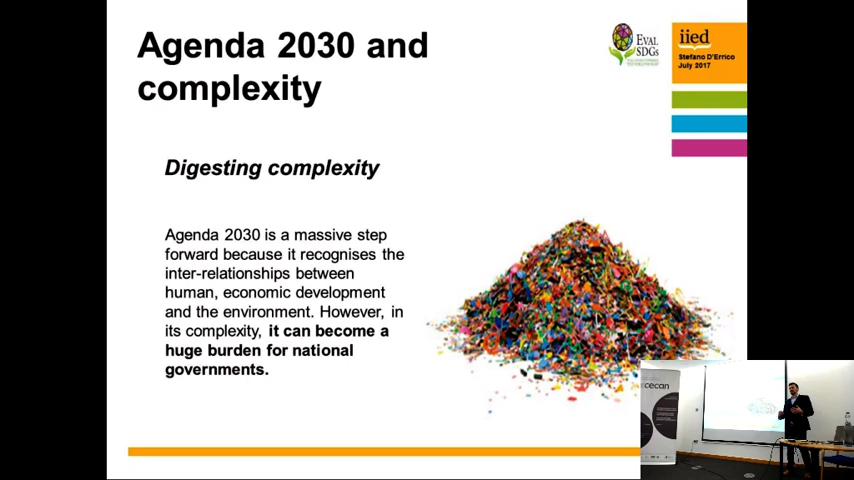 Agenda 2030 and
complexity
EVAL
SDGs
iied
Stefano D'Errico
July 2017
Digesting complexity
Agenda 2030 is a massive step
forward because it recognises the
inter-relationships between
human, economic development
and the environment. However, in
its complexity, it can become a
huge burden for national
governments.
cecan